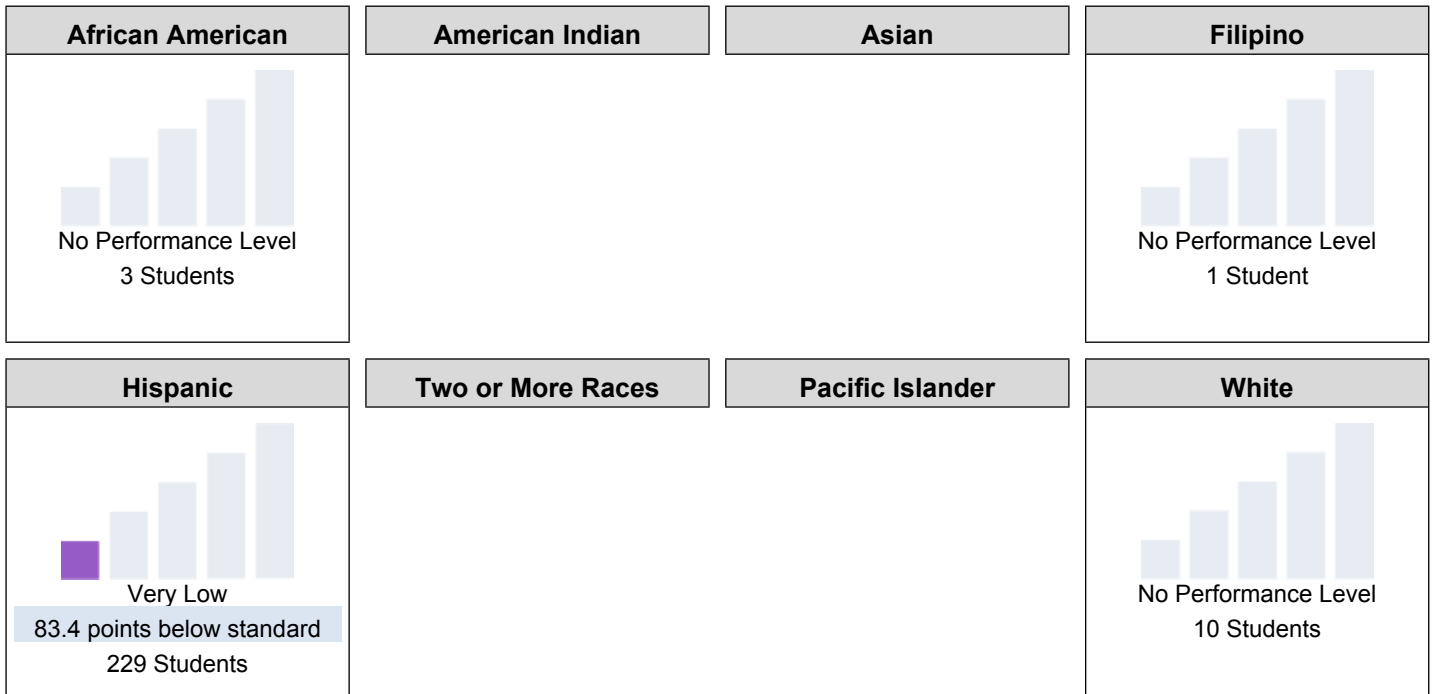 African American
American Indian
Asian
Filipino
No Performance Level
3 Students
No Performance Level
1 Student
Hispanic
Two or More Races
Pacific Islander
White
Very Low
83.4 points below standard
229 Students
No Performance Level
10 Students